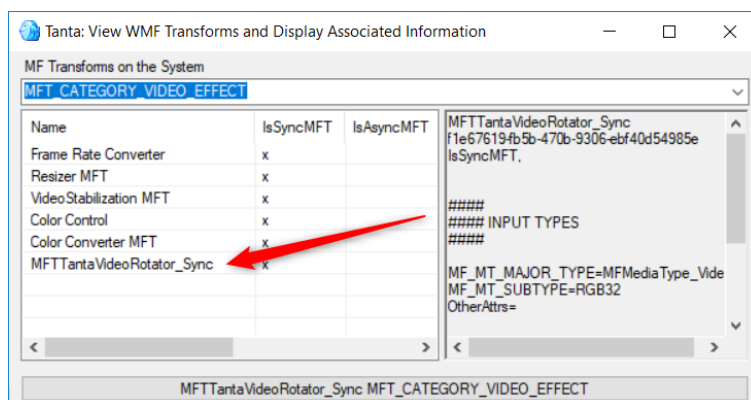 Tanta: View WMF Transforms and Display Associated Information
MF Transforms on the System
MFT_CATEGORY_VIDEO_EFFECT
Name IsSyncMFT IsAsyncMFT
Frame Rate Converter x
Resizer MFT x
VideoStabilization MFT x
Color Control x
Color Converter MFT x
MFTTantaVideoRotator_Sync x
MFTTantaVideoRotator_Sync
f1e67619-fb5b-470b-9306-ebf40d54985e
IsSyncMFT,
####
#### INPUT TYPES
####
MF_MT_MAJOR_TYPE=MFMediaType_Vide
MF_MT_SUBTYPE=RGB32
OtherAttrs=
MFTTantaVideoRotator_Sync MFT_CATEGORY_VIDEO_EFFECT